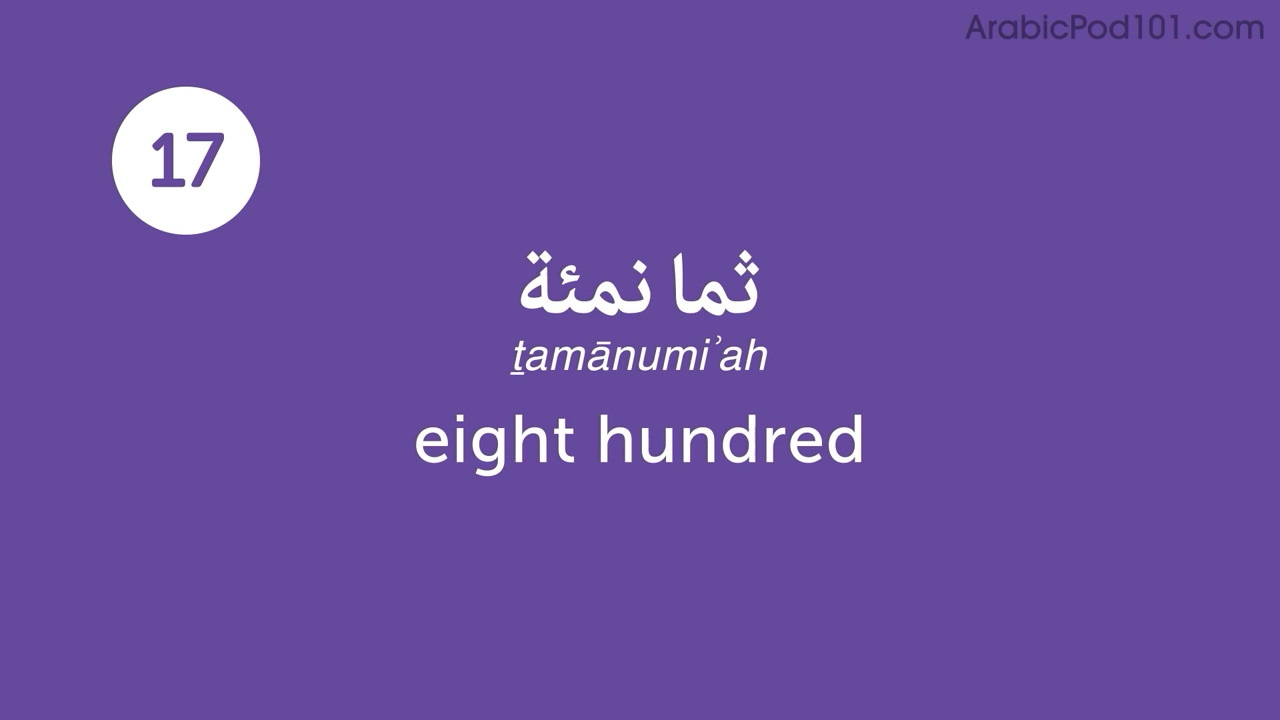 ArabicPod101.com
17
ثما نمئة
ṯamānumiʾah
eight hundred